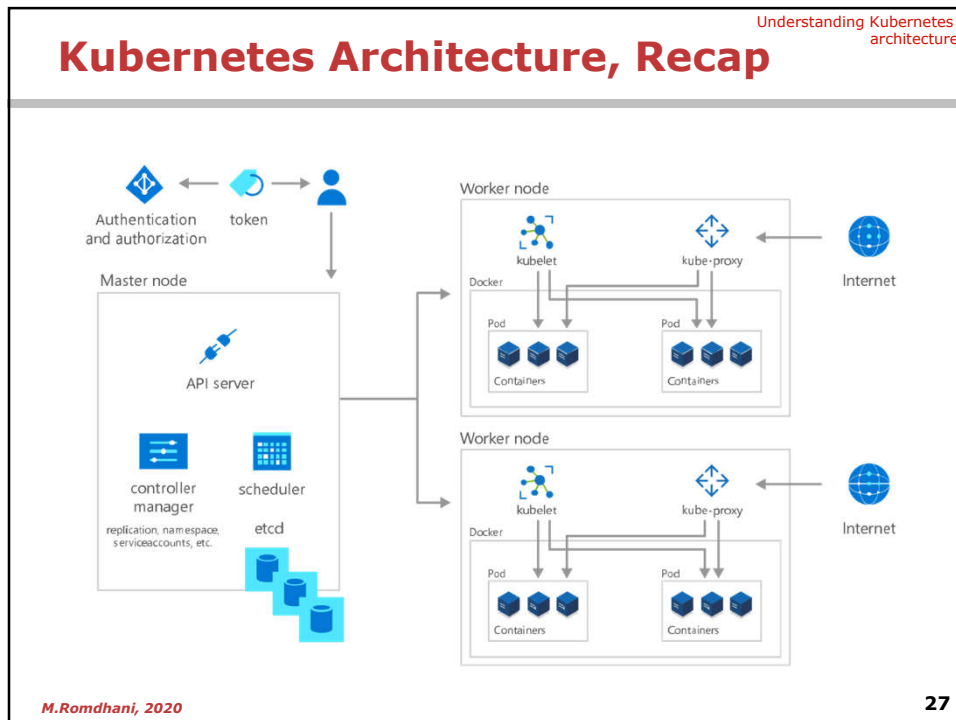 Understanding Kubernetes
architecture
Kubernetes Architecture, Recap
Authentication
and authorization
token
Master node
API server
controller
manager
replication, namespace,
serviceaccounts, etc.
scheduler
etcd
Worker node
kubelet
kube-proxy
Internet
Docker
Pod
Containers
Pod
Containers
Worker node
kubelet
kube-proxy
Internet
Docker
Pod
Containers
Pod
Containers
M.Romdhani, 2020
27